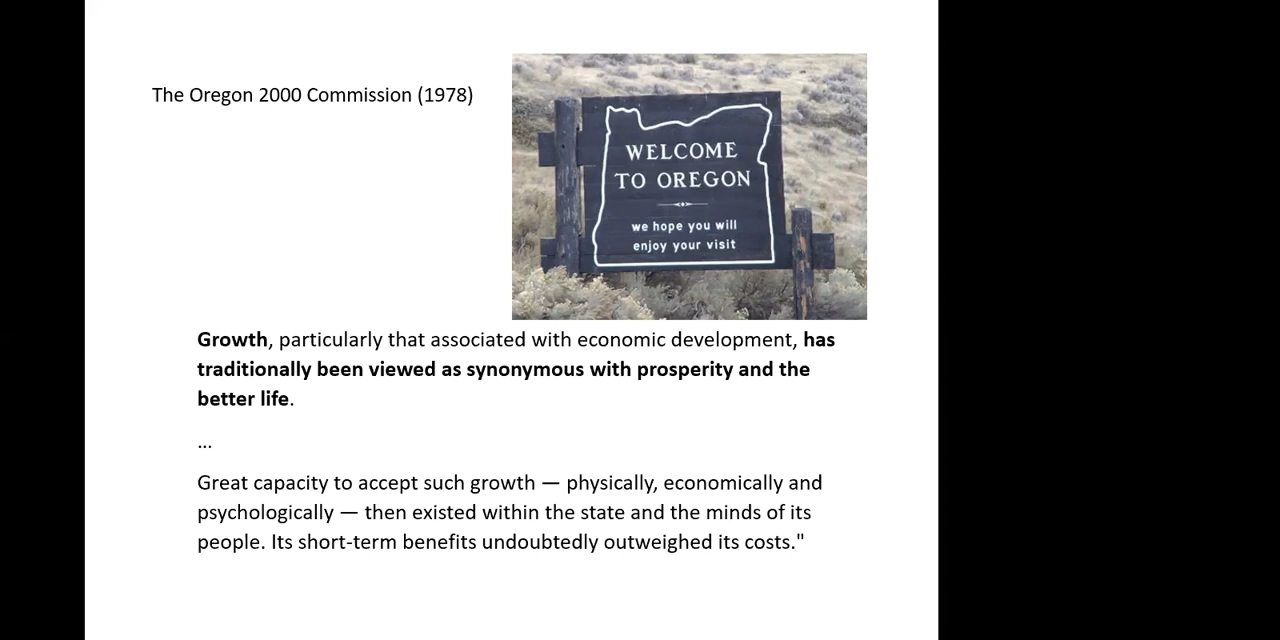 The Oregon 2000 Commission (1978)
WELCOME
TO OREGON
we hope you will
enjoy your visit
Growth, particularly that associated with economic development, has
traditionally been viewed as synonymous with prosperity and the
better life.
...
Great capacity to accept such growth — physically, economically and
psychologically — then existed within the state and the minds of its
people. Its short-term benefits undoubtedly outweighed its costs."